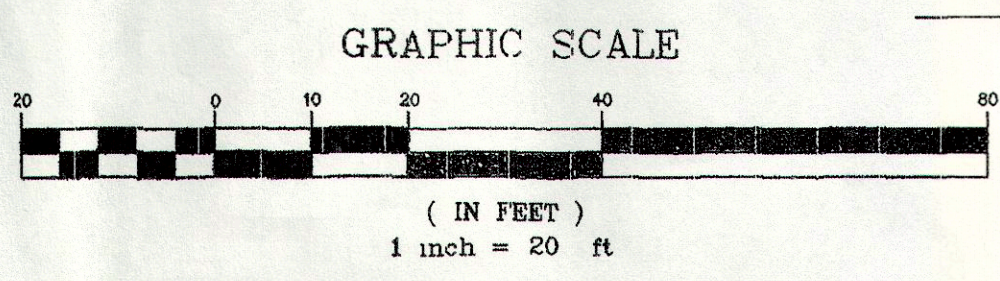 GRAPHIC SCALE
20 0 10 20 40 80
( IN FEET )
1 inch = 20 ft